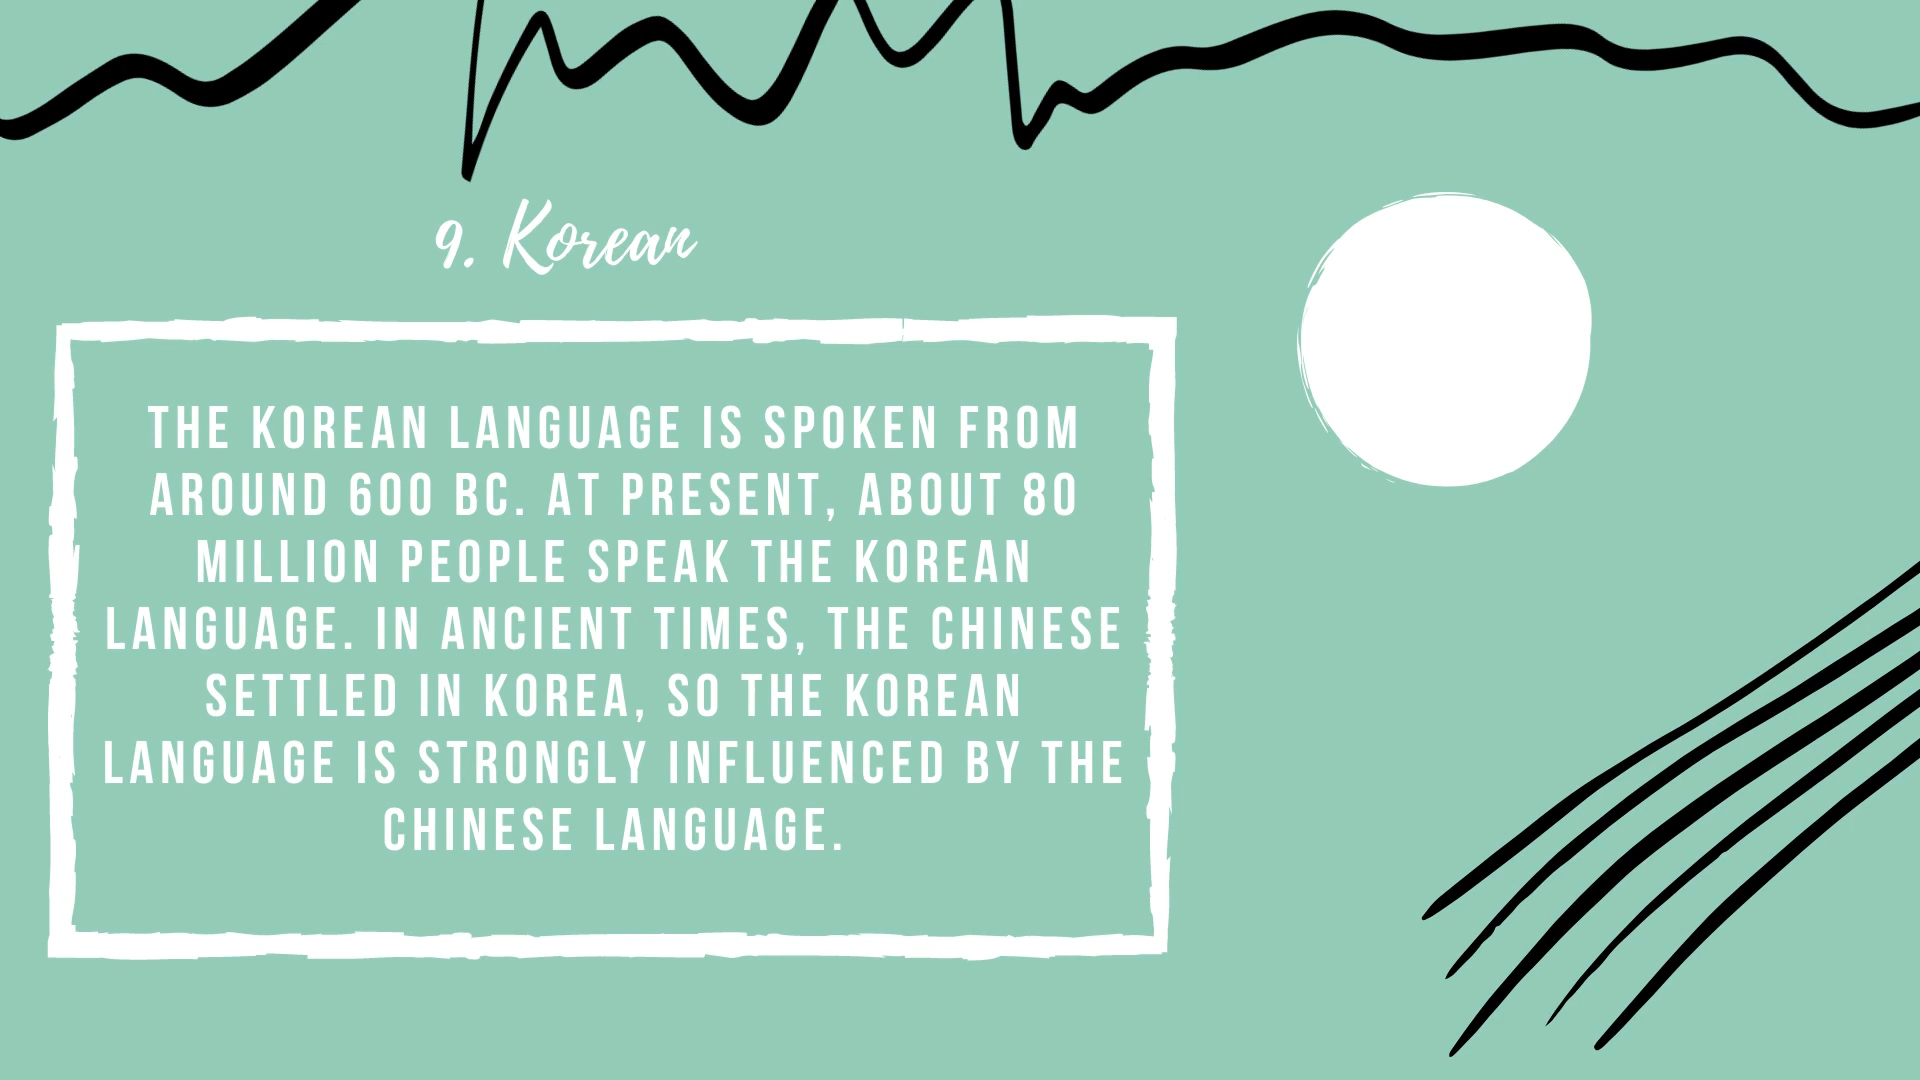 9. Korean
THE KOREAN LANGUAGE IS SPOKEN FROM
AROUND 600 BC. AT PRESENT, ABOUT 80
MILLION PEOPLE SPEAK THE KOREAN
LANGUAGE. IN ANCIENT TIMES, THE CHINESE
SETTLED IN KOREA, SO THE KOREAN
LANGUAGE IS STRONGLY INFLUENCED BY THE
CHINESE LANGUAGE.